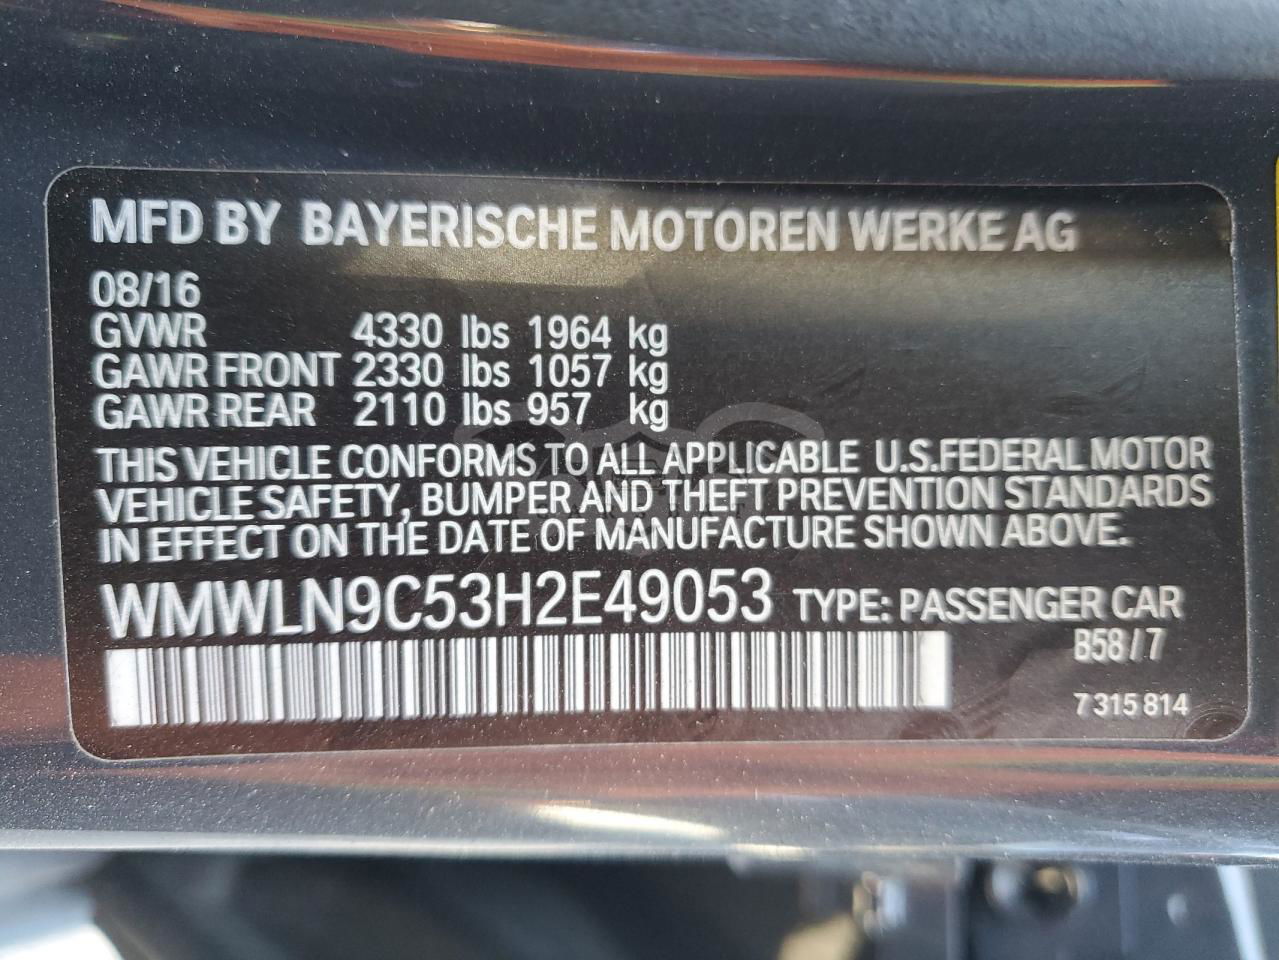 MFD BY BAYERISCHE MOTOREN WERKE AG
08/16
GVWR 4330 lbs 1964 kg
GAWR FRONT 2330 lbs 1057 kg
GAWR REAR 2110 lbs 957 kg
THIS VEHICLE CONFORMS TO ALL APPLICABLE U.S.FEDERAL MOTOR
VEHICLE SAFETY, BUMPER AND THEFT PREVENTION STANDARDS
IN EFFECT ON THE DATE OF MANUFACTURE SHOWN ABOVE.
WMWLN9C53H2E49053 TYPE: PASSENGER CAR
B58/7
7 315 814